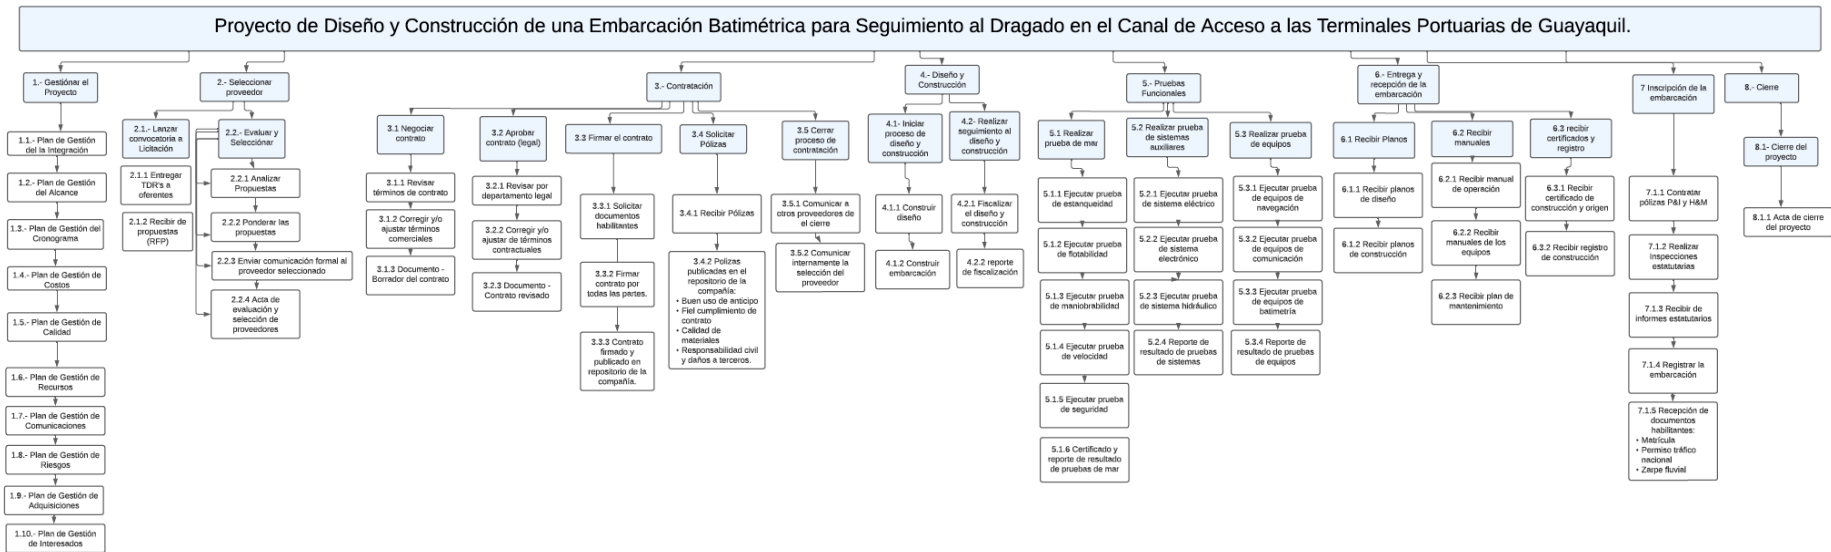 Proyecto de Diseño y Construcción de una Embarcación Batimétrica para Seguimiento al Dragado en el Canal de Acceso a las Terminales Portuarias de Guayaquil.
1.- Gestiónar el
Proyecto
1.1.- Plan de Gestión
del la Integración
1.2.- Plan de Gestión
del Alcance
1.3.- Plan de Gestión del
Cronograma
1.4.- Plan de Gestión de
Costos
1.5.- Plan de Gestión de
Calidad
1.6.- Plan de Gestión de
Recursos
1.7.- Plan de Gestión de
Comunicaciones
1.8.- Plan de Gestión de
Riesgos
1.9.- Plan de Gestión de
Adquisiciones
1.10.- Plan de Gestión
de Interesados
2.- Seleccionar
proveedor
2.1.- Lanzar
convocatoria a
Licitación
2.1.1 Entregar
TDR's a
oferentes
2.1.2 Recibir de
propuestas
(RFP)
2.2.- Evaluar y
Selecciónar
2.2.1 Analizar
Propuestas
2.2.2 Ponderar las
propuestas
2.2.3 Enviar comunicación formal al
proveedor seleccionado
2.2.4 Acta de
evaluación y
selección de
proveedores
3.- Contratación
3.1 Negociar
contrato
3.1.1 Revisar
términos de contrato
3.1.2 Corregir y/o
ajustar términos
comerciales
3.1.3 Documento -
Borrador del contrato
3.2 Aprobar
contrato (legal)
3.2.1 Revisar por
departamento legal
3.2.2 Corregir y/o
ajustar de términos
contractuales
3.2.3 Documento -
Contrato revisado
3.3 Firmar el contrato
3.3.1 Solicitar
documentos
habilitantes
3.3.2 Firmar
contrato por
todas las partes.
3.3.3 Contrato
firmado y
publicado en
repositorio de la
compañía.
3.4 Solicitar
Pólizas
3.4.1 Recibir Pólizas
3.4.2 Polizas
publicadas en el
repositorio de la
compañía:
• Buen uso de anticipo
• Fiel cumplimiento de
contrato
• Calidad de
materiales
• Responsabilidad civil
y daños a terceros.
3.5 Cerrar
proceso de
contratación
3.5.1 Comunicar a
otros proveedores de
el cierre
3.5.2 Comunicar
internamente la
selección del
proveedor
4.- Diseño y
Construcción
4.1- Iniciar
proceso de
diseño y
construcción
4.1.1 Construir
diseño
4.1.2 Construir
embarcación
4.2- Realizar
seguimiento al
diseño y
construcción
4.2.1 Fiscalizar
el diseño y
construcción
4.2.2 reporte
de fiscalización
5.- Pruebas
Funcionales
5.1 Realizar
prueba de mar
5.1.1 Ejecutar prueba
de estanqueidad
5.1.2 Ejecutar prueba
de flotabilidad
5.1.3 Ejecutar prueba
de maniobrabilidad
5.1.4 Ejecutar prueba
de velocidad
5.1.5 Ejecutar prueba
de seguridad
5.1.6 Certificado y
reporte de resultado
de pruebas de mar
5.2 Realizar prueba
de sistemas
auxiliares
5.2.1 Ejecutar prueba
de sistema eléctrico
5.2.2 Ejecutar prueba
de sistema
electrónico
5.2.3 Ejecutar prueba
de sistema hidráulico
5.2.4 Reporte de
resultado de pruebas
de sistemas
5.3 Realizar prueba
de equipos
5.3.1 Ejecutar prueba
de equipos de
navegación
5.3.2 Ejecutar prueba
de equipos de
comunicación
5.3.3 Ejecutar prueba
de equipos de
batimetría
5.3.4 Reporte de
resultado de pruebas
de equipos
6.- Entrega y
recepción de la
embarcación
6.1 Recibir Planos
6.1.1 Recibir planos
de diseño
6.1.2 Recibir planos
de construcción
6.2 Recibir
manuales
6.2.1 Recibir manual
de operación
6.2.2 Recibir
manuales de los
equipos
6.2.3 Recibir plan de
mantenimiento
6.3 recibir
certificados y
registro
6.3.1 Recibir
certificado de
construcción y origen
6.3.2 Recibir registro
de construcción
7 Inscripción de la
embarcación
7.1.1 Contratar
pólizas P&I y H&M
7.1.2 Realizar
Inspecciones
estatutarias
7.1.3 Recibir de
informes estatutarios
7.1.4 Registrar la
embarcación
7.1.5 Recepción de
documentos
habilitantes:
• Matrícula
• Permiso tráfico
nacional
• Zarpe fluvial
8.- Cierre
8.1- Cierre del
proyecto
8.1.1 Acta de cierre
del proyecto